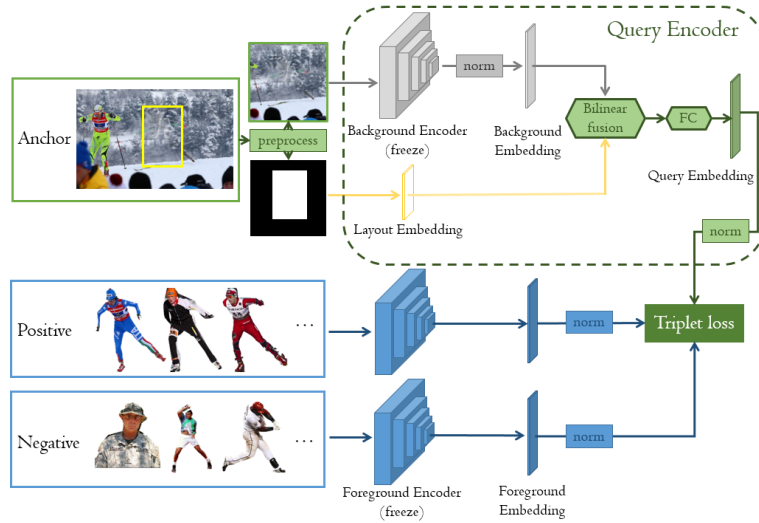 Query Encoder
Anchor
preprocess
norm
Background Encoder
(freeze)
Background
Embedding
Bilinear
fusion
FC
Query Embedding
Layout Embedding
norm
Positive
...
norm
Triplet loss
Negative
...
norm
Foreground Encoder
(freeze)
Foreground
Embedding